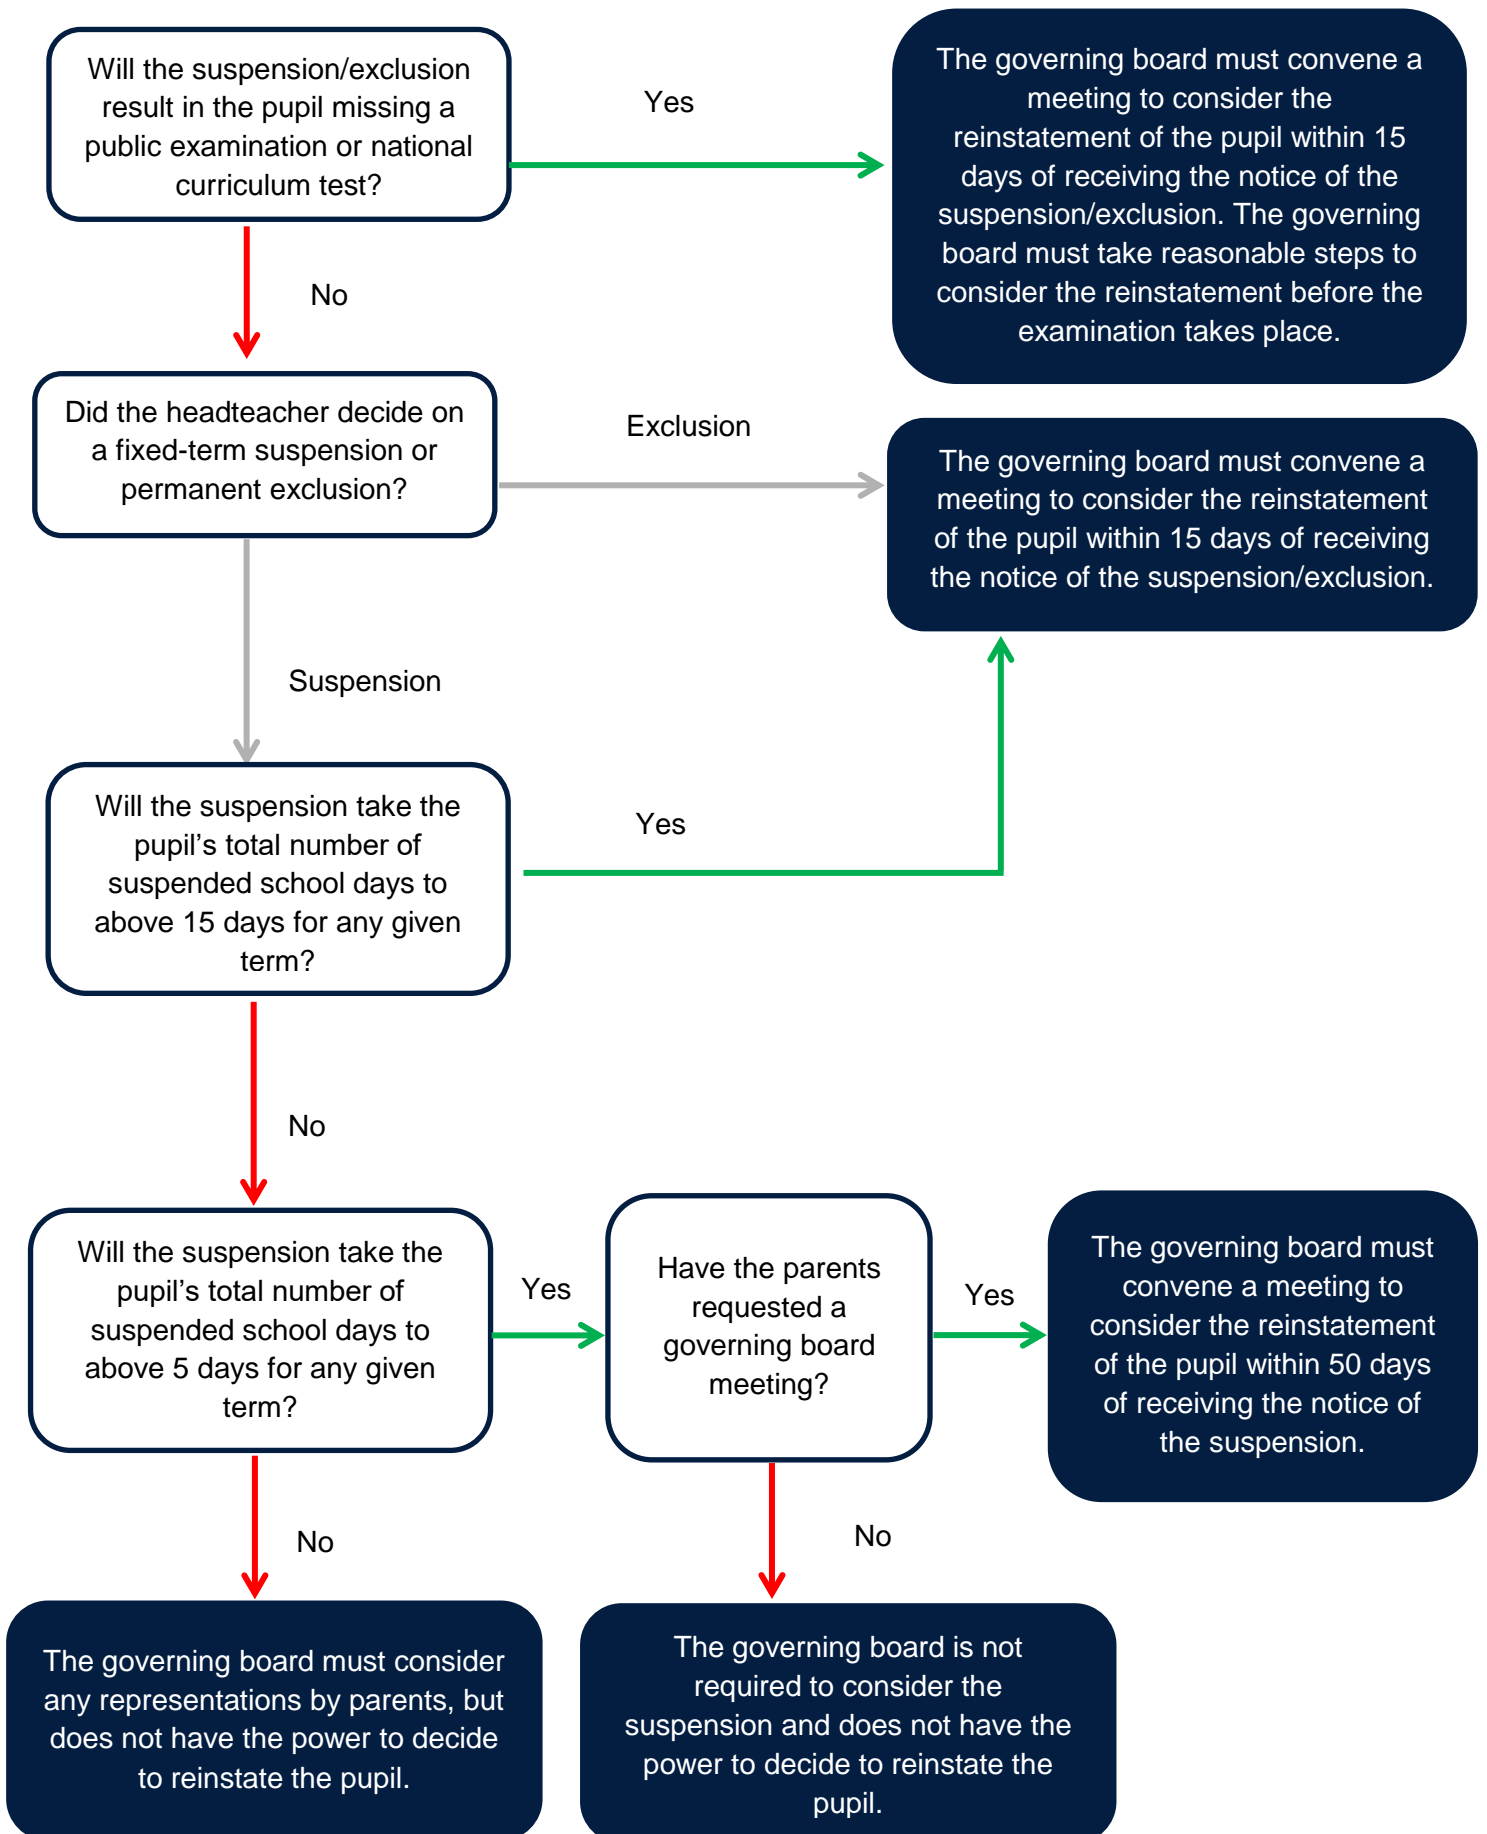 Will the suspension/exclusion
result in the pupil missing a
public examination or national
curriculum test?
Yes
The governing board must convene a
meeting to consider the
reinstatement of the pupil within 15
days of receiving the notice of the
suspension/exclusion. The governing
board must take reasonable steps to
consider the reinstatement before the
examination takes place.
No
Did the headteacher decide on
a fixed-term suspension or
permanent exclusion?
Exclusion
The governing board must convene a
meeting to consider the reinstatement
of the pupil within 15 days of receiving
the notice of the suspension/exclusion.
Suspension
Will the suspension take the
pupil’s total number of
suspended school days to
above 15 days for any given
term?
Yes
No
Will the suspension take the
pupil’s total number of
suspended school days to
above 5 days for any given
term?
Yes
Have the parents
requested a
governing board
meeting?
Yes
The governing board must
convene a meeting to
consider the reinstatement
of the pupil within 50 days
of receiving the notice of
the suspension.
No
No
The governing board must consider
any representations by parents, but
does not have the power to decide
to reinstate the pupil.
The governing board is not
required to consider the
suspension and does not have the
power to decide to reinstate the
pupil.